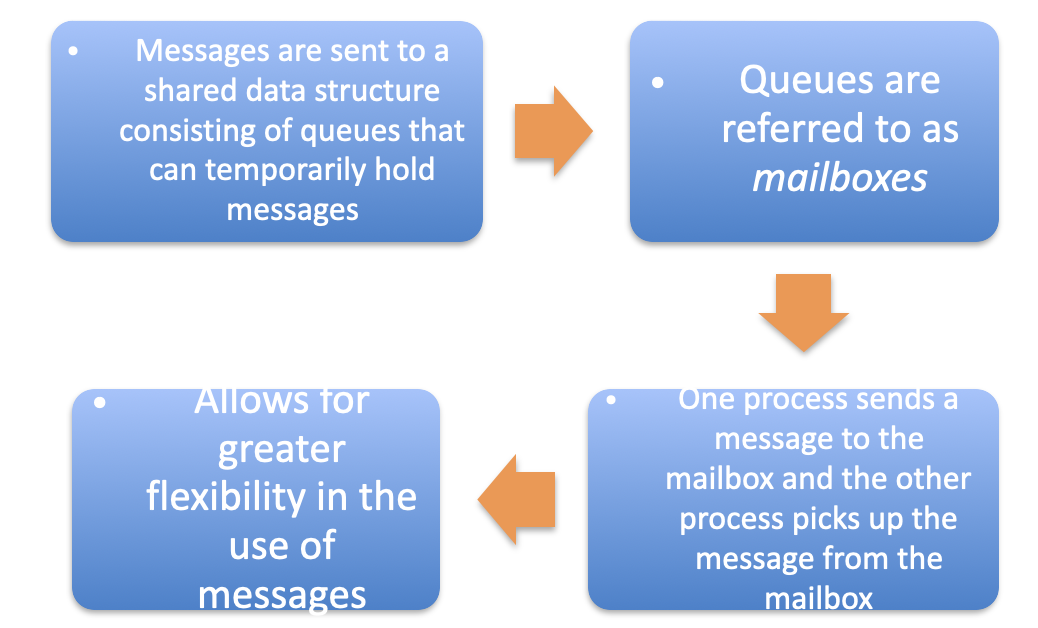 • Messages are sent to a
shared data structure
consisting of queues that
can temporarily hold
messages
• Queues are
referred to as
mailboxes
• One process sends a
message to the
mailbox and the other
process picks up the
message from the
mailbox
• Allows for
greater
flexibility in the
use of
messages